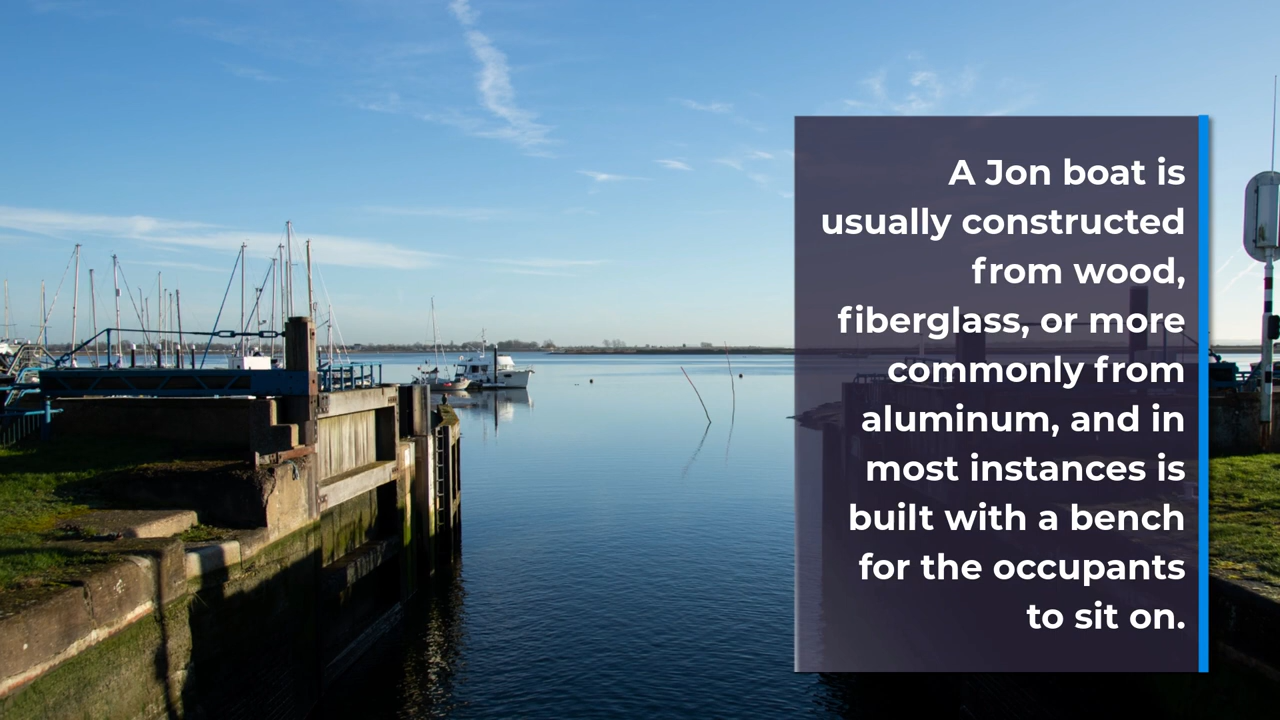 A Jon boat is
usually constructed
from wood,
fiberglass, or more
commonly from
aluminum, and in
most instances is
built with a bench
for the occupants
to sit on.